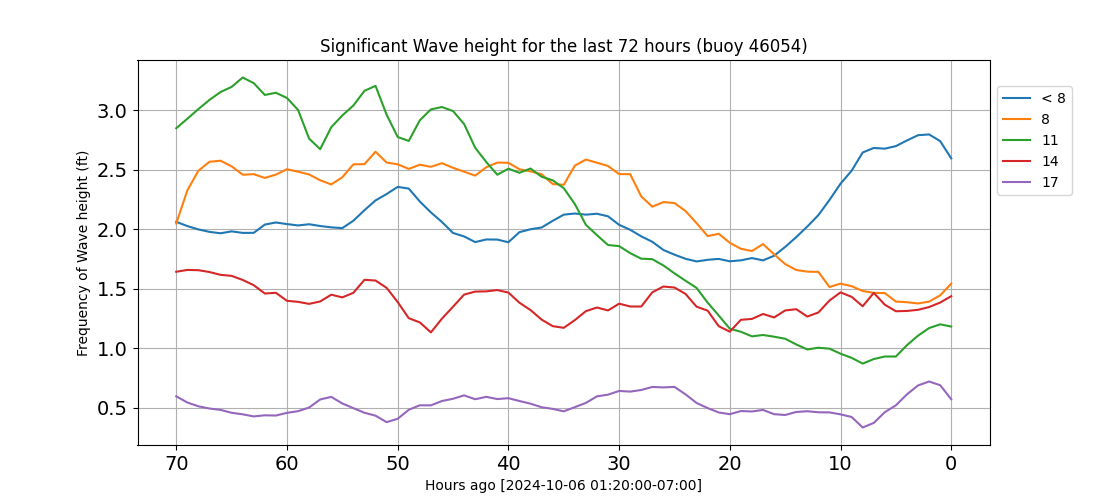 Significant Wave height for the last 72 hours (buoy 46054)
Frequency of Wave height (ft)
3.0
2.5
2.0
1.5
1.0
0.5
70 60 50 40 30 20 10 0
Hours ago [2024-10-06 01:20:00-07:00]
< 8
8
11
14
17